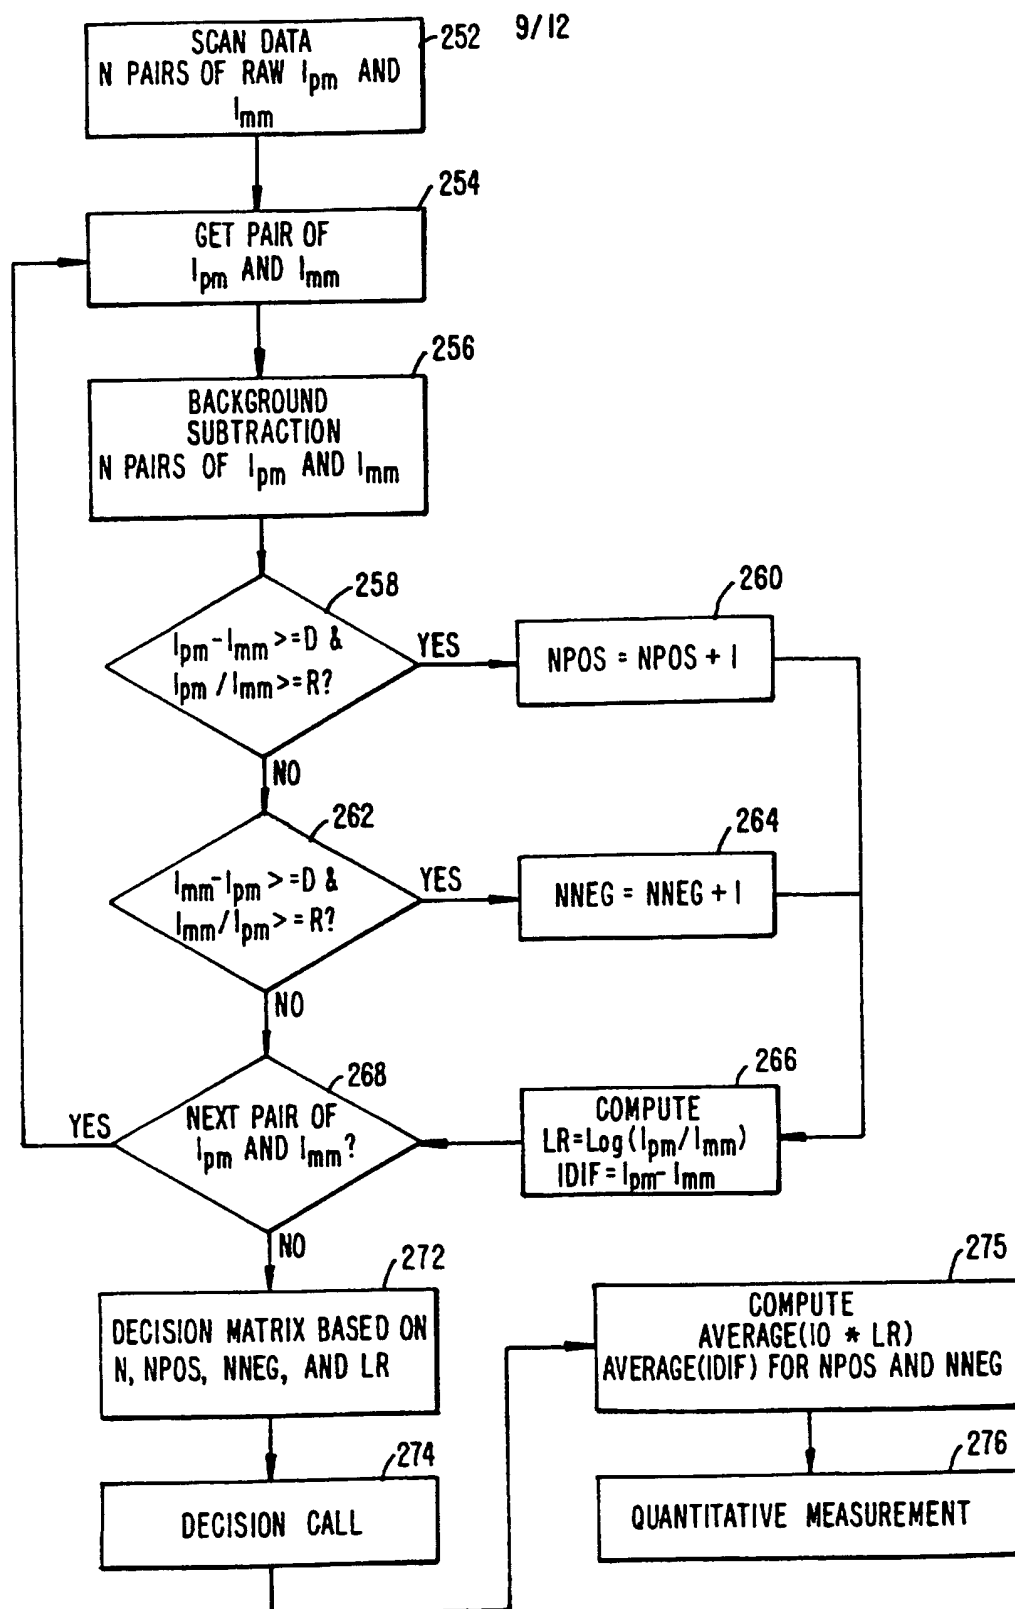 9/12
252
SCAN DATA
N PAIRS OF RAW Ipm AND
Imm
254
GET PAIR OF
Ipm AND Imm
256
BACKGROUND
SUBTRACTION
N PAIRS OF Ipm AND Imm
258
Ipm-Imm>=D &
Ipm/Imm>=R?
YES
260
NPOS = NPOS + 1
NO
262
Imm-Ipm>=D &
Imm/Ipm>=R?
YES
264
NNEG = NNEG + 1
NO
268
NEXT PAIR OF
Ipm AND Imm?
YES
266
COMPUTE
LR=Log(Ipm/Imm)
IDIF=Ipm-Imm
NO
272
DECISION MATRIX BASED ON
N, NPOS, NNEG, AND LR
274
DECISION CALL
275
COMPUTE
AVERAGE(10 * LR)
AVERAGE(IDIF) FOR NPOS AND NNEG
276
QUANTITATIVE MEASUREMENT